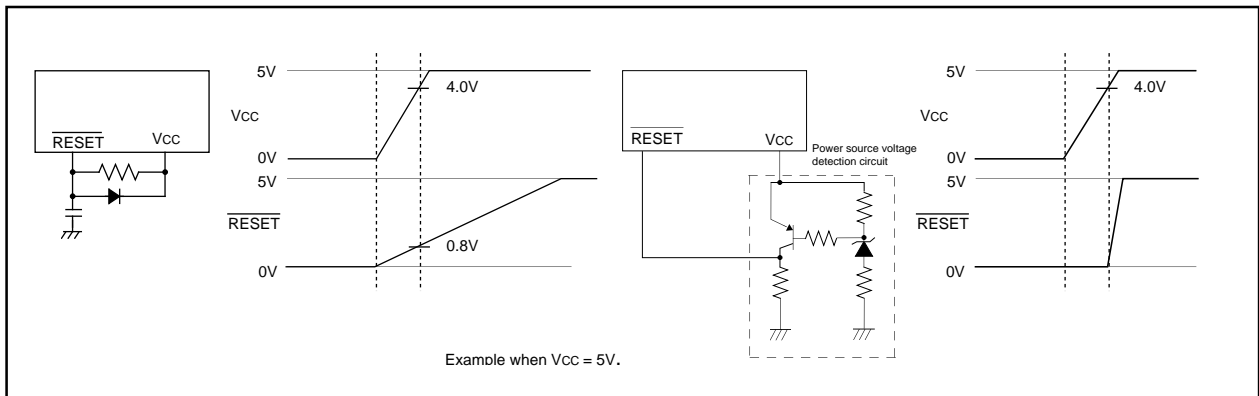 RESET VCC
5V
VCC
4.0V
0V
5V
RESET
0.8V
0V
RESET VCC
Power source voltage
detection circuit
5V
VCC
4.0V
0V
5V
RESET
0V
Example when VCC = 5V.